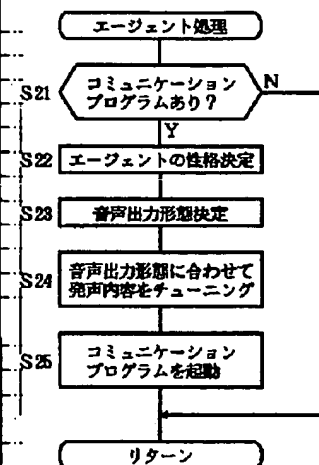 エージェント処理
S21
コミュニケーション
プログラムあり?
N
Y
S22
エージェントの性格決定
S23
音声出力形態決定
S24
音声出力形態に合わせて
発声内容をチューニング
S25
コミュニケーション
プログラムを起動
リターン